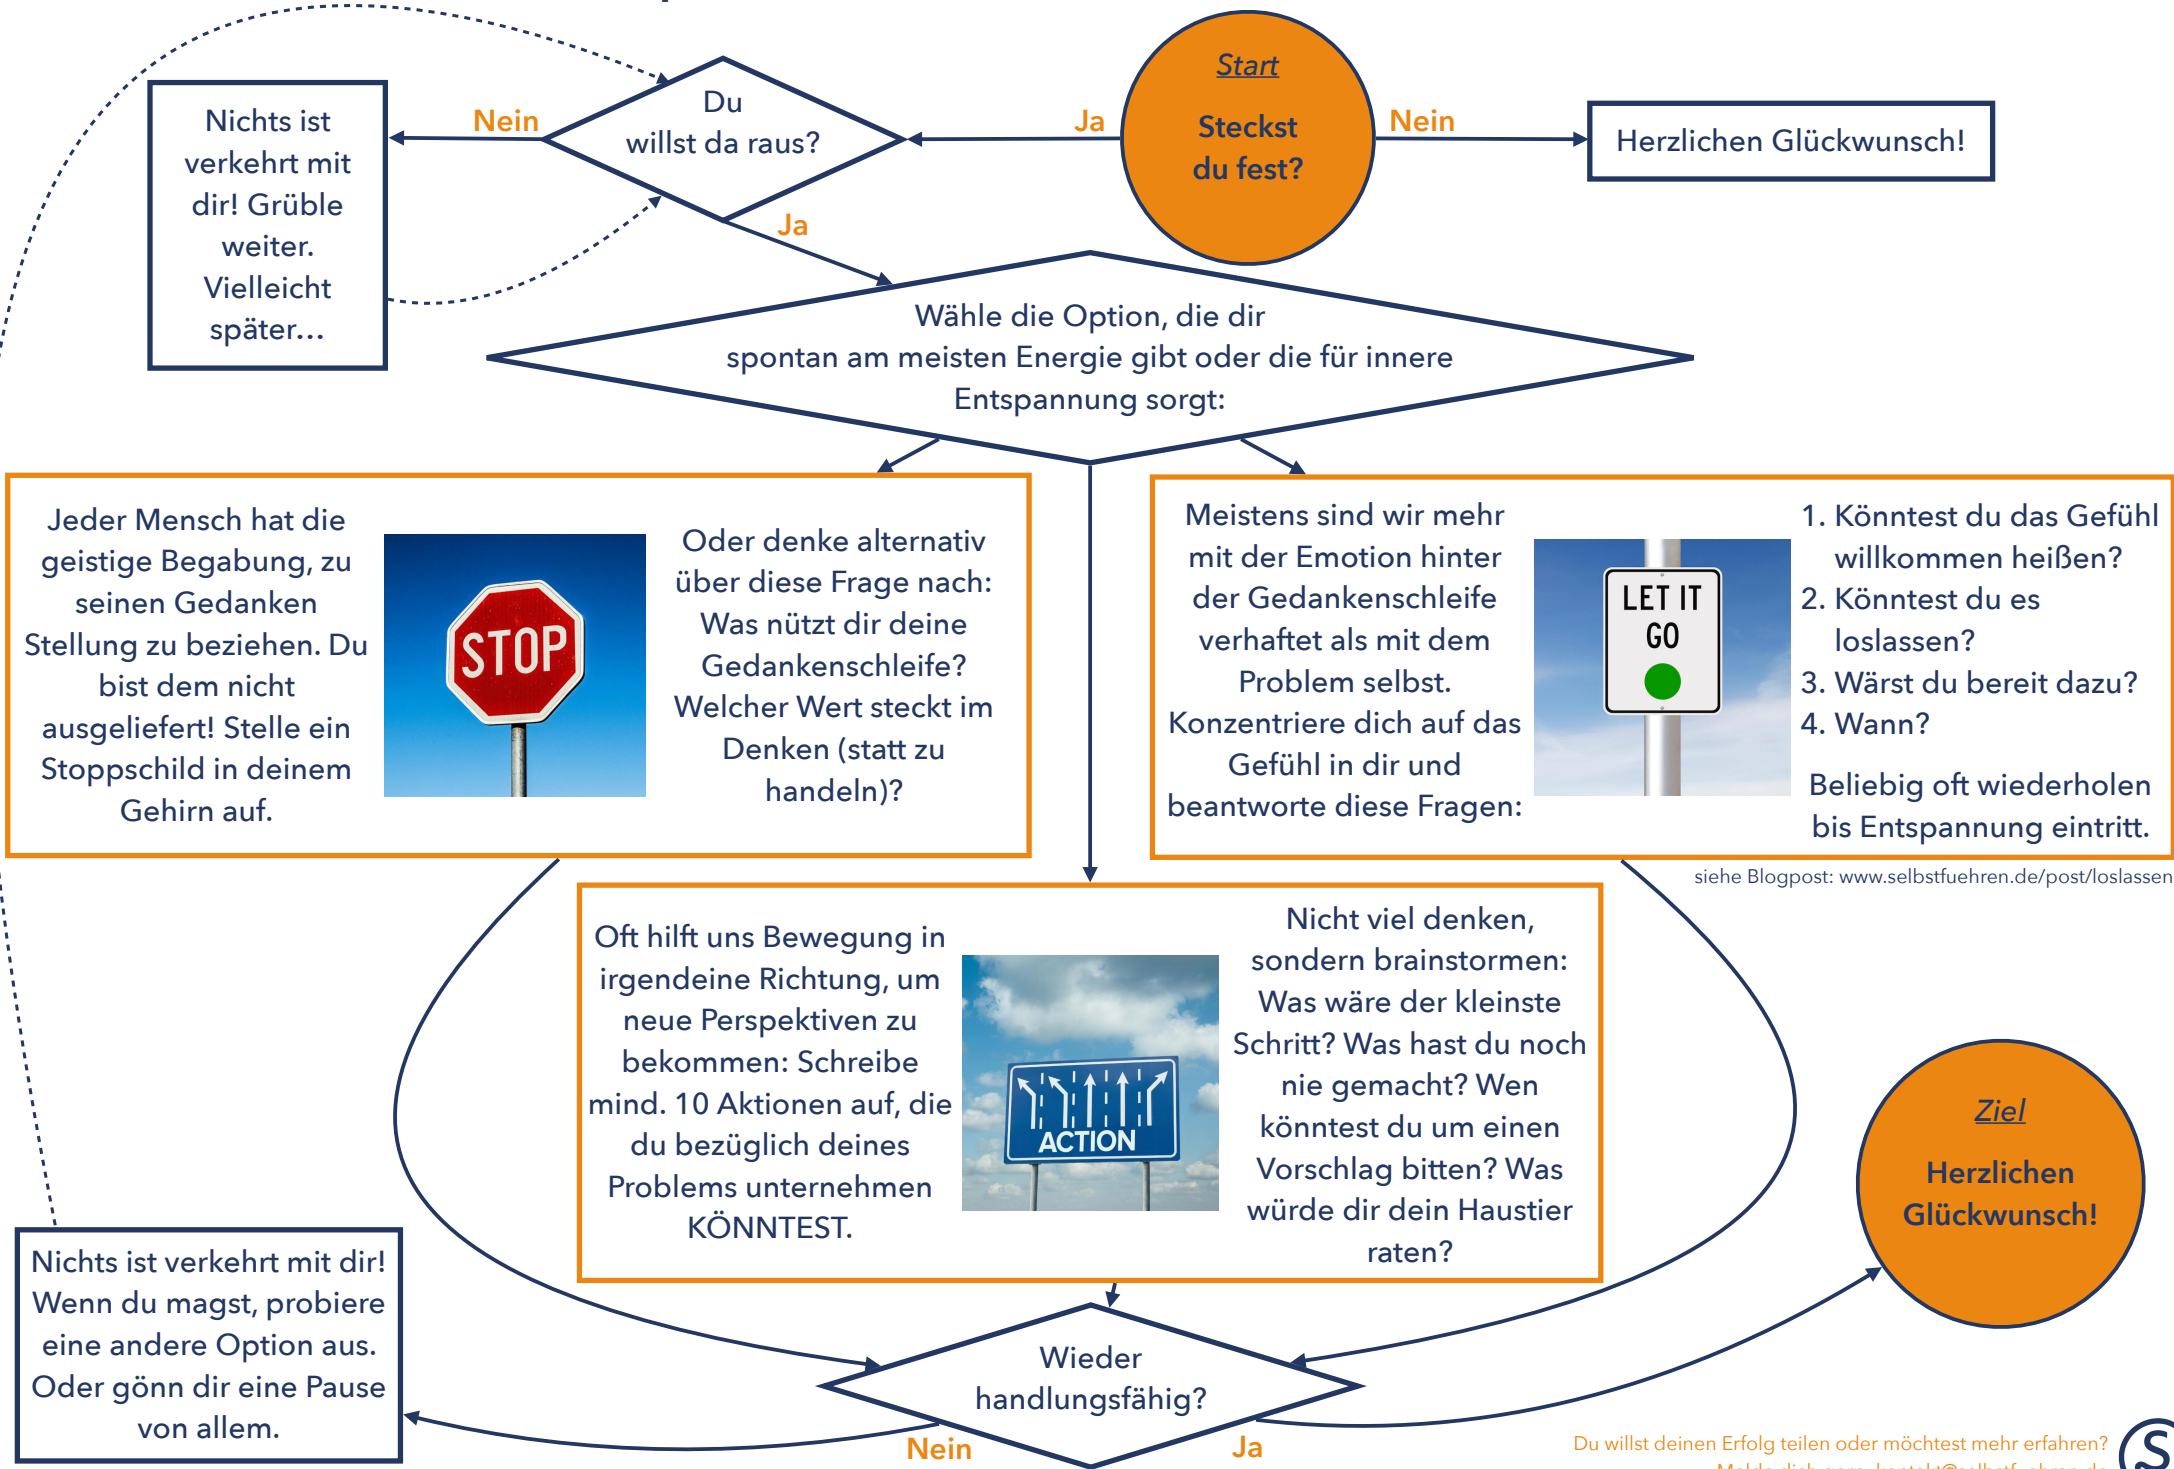 Start
Steckst
du fest?
Ja
Nein
Herzlichen Glückwunsch!
Du
willst da raus?
Nein
Ja
Nichts ist
verkehrt mit
dir! Grüble
weiter.
Vielleicht
später...
Wähle die Option, die dir
spontan am meisten Energie gibt oder die für innere
Entspannung sorgt:
Jeder Mensch hat die
geistige Begabung, zu
seinen Gedanken
Stellung zu beziehen. Du
bist dem nicht
ausgeliefert! Stelle ein
Stoppschild in deinem
Gehirn auf.
STOP
Oder denke alternativ
über diese Frage nach:
Was nützt dir deine
Gedankenschleife?
Welcher Wert steckt im
Denken (statt zu
handeln)?
Meistens sind wir mehr
mit der Emotion hinter
der Gedankenschleife
verhaftet als mit dem
Problem selbst.
Konzentriere dich auf das
Gefühl in dir und
beantworte diese Fragen:
LET IT
GO
1. Könntest du das Gefühl
willkommen heißen?
2. Könntest du es
loslassen?
3. Wärst du bereit dazu?
4. Wann?
Beliebig oft wiederholen
bis Entspannung eintritt.
siehe Blogpost: www.selbstfuehren.de/post/loslassen
Oft hilft uns Bewegung in
irgendeine Richtung, um
neue Perspektiven zu
bekommen: Schreibe
mind. 10 Aktionen auf, die
du bezüglich deines
Problems unternehmen
KÖNNTEST.
ACTION
Nicht viel denken,
sondern brainstormen:
Was wäre der kleinste
Schritt? Was hast du noch
nie gemacht? Wen
könntest du um einen
Vorschlag bitten? Was
würde dir dein Haustier
raten?
Wieder
handlungsfähig?
Nein
Ja
Nichts ist verkehrt mit dir!
Wenn du magst, probiere
eine andere Option aus.
Oder gönn dir eine Pause
von allem.
Ziel
Herzlichen
Glückwunsch!
Du willst deinen Erfolg teilen oder möchtest mehr erfahren?
Melde dich gern: kontakt@selbstfuehren.de
S